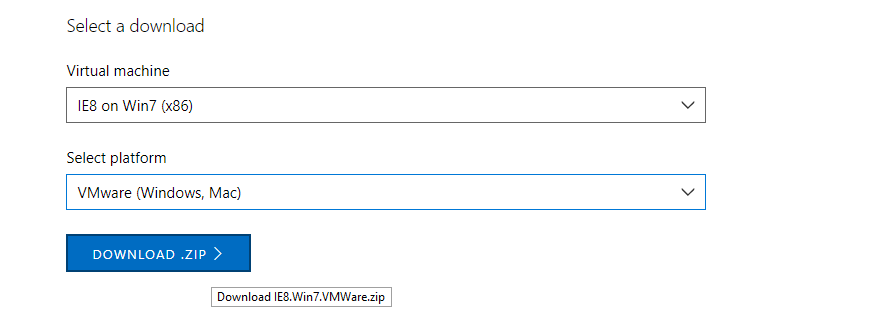 Select a download
Virtual machine
IE8 on Win7 (x86)
Select platform
VMware (Windows, Mac)
DOWNLOAD .ZIP
Download IE8.Win7.VMWare.zip